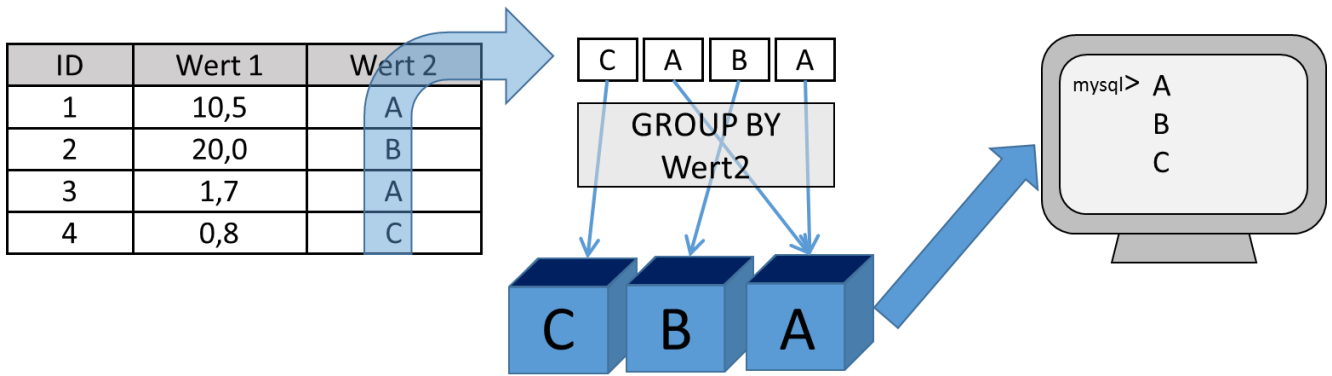 ID Wert 1 Wert 2
1 10,5 A
2 20,0 B
3 1,7 A
4 0,8 C
C A B A
GROUP BY
Wert2
C B A
mysql> A
B
C